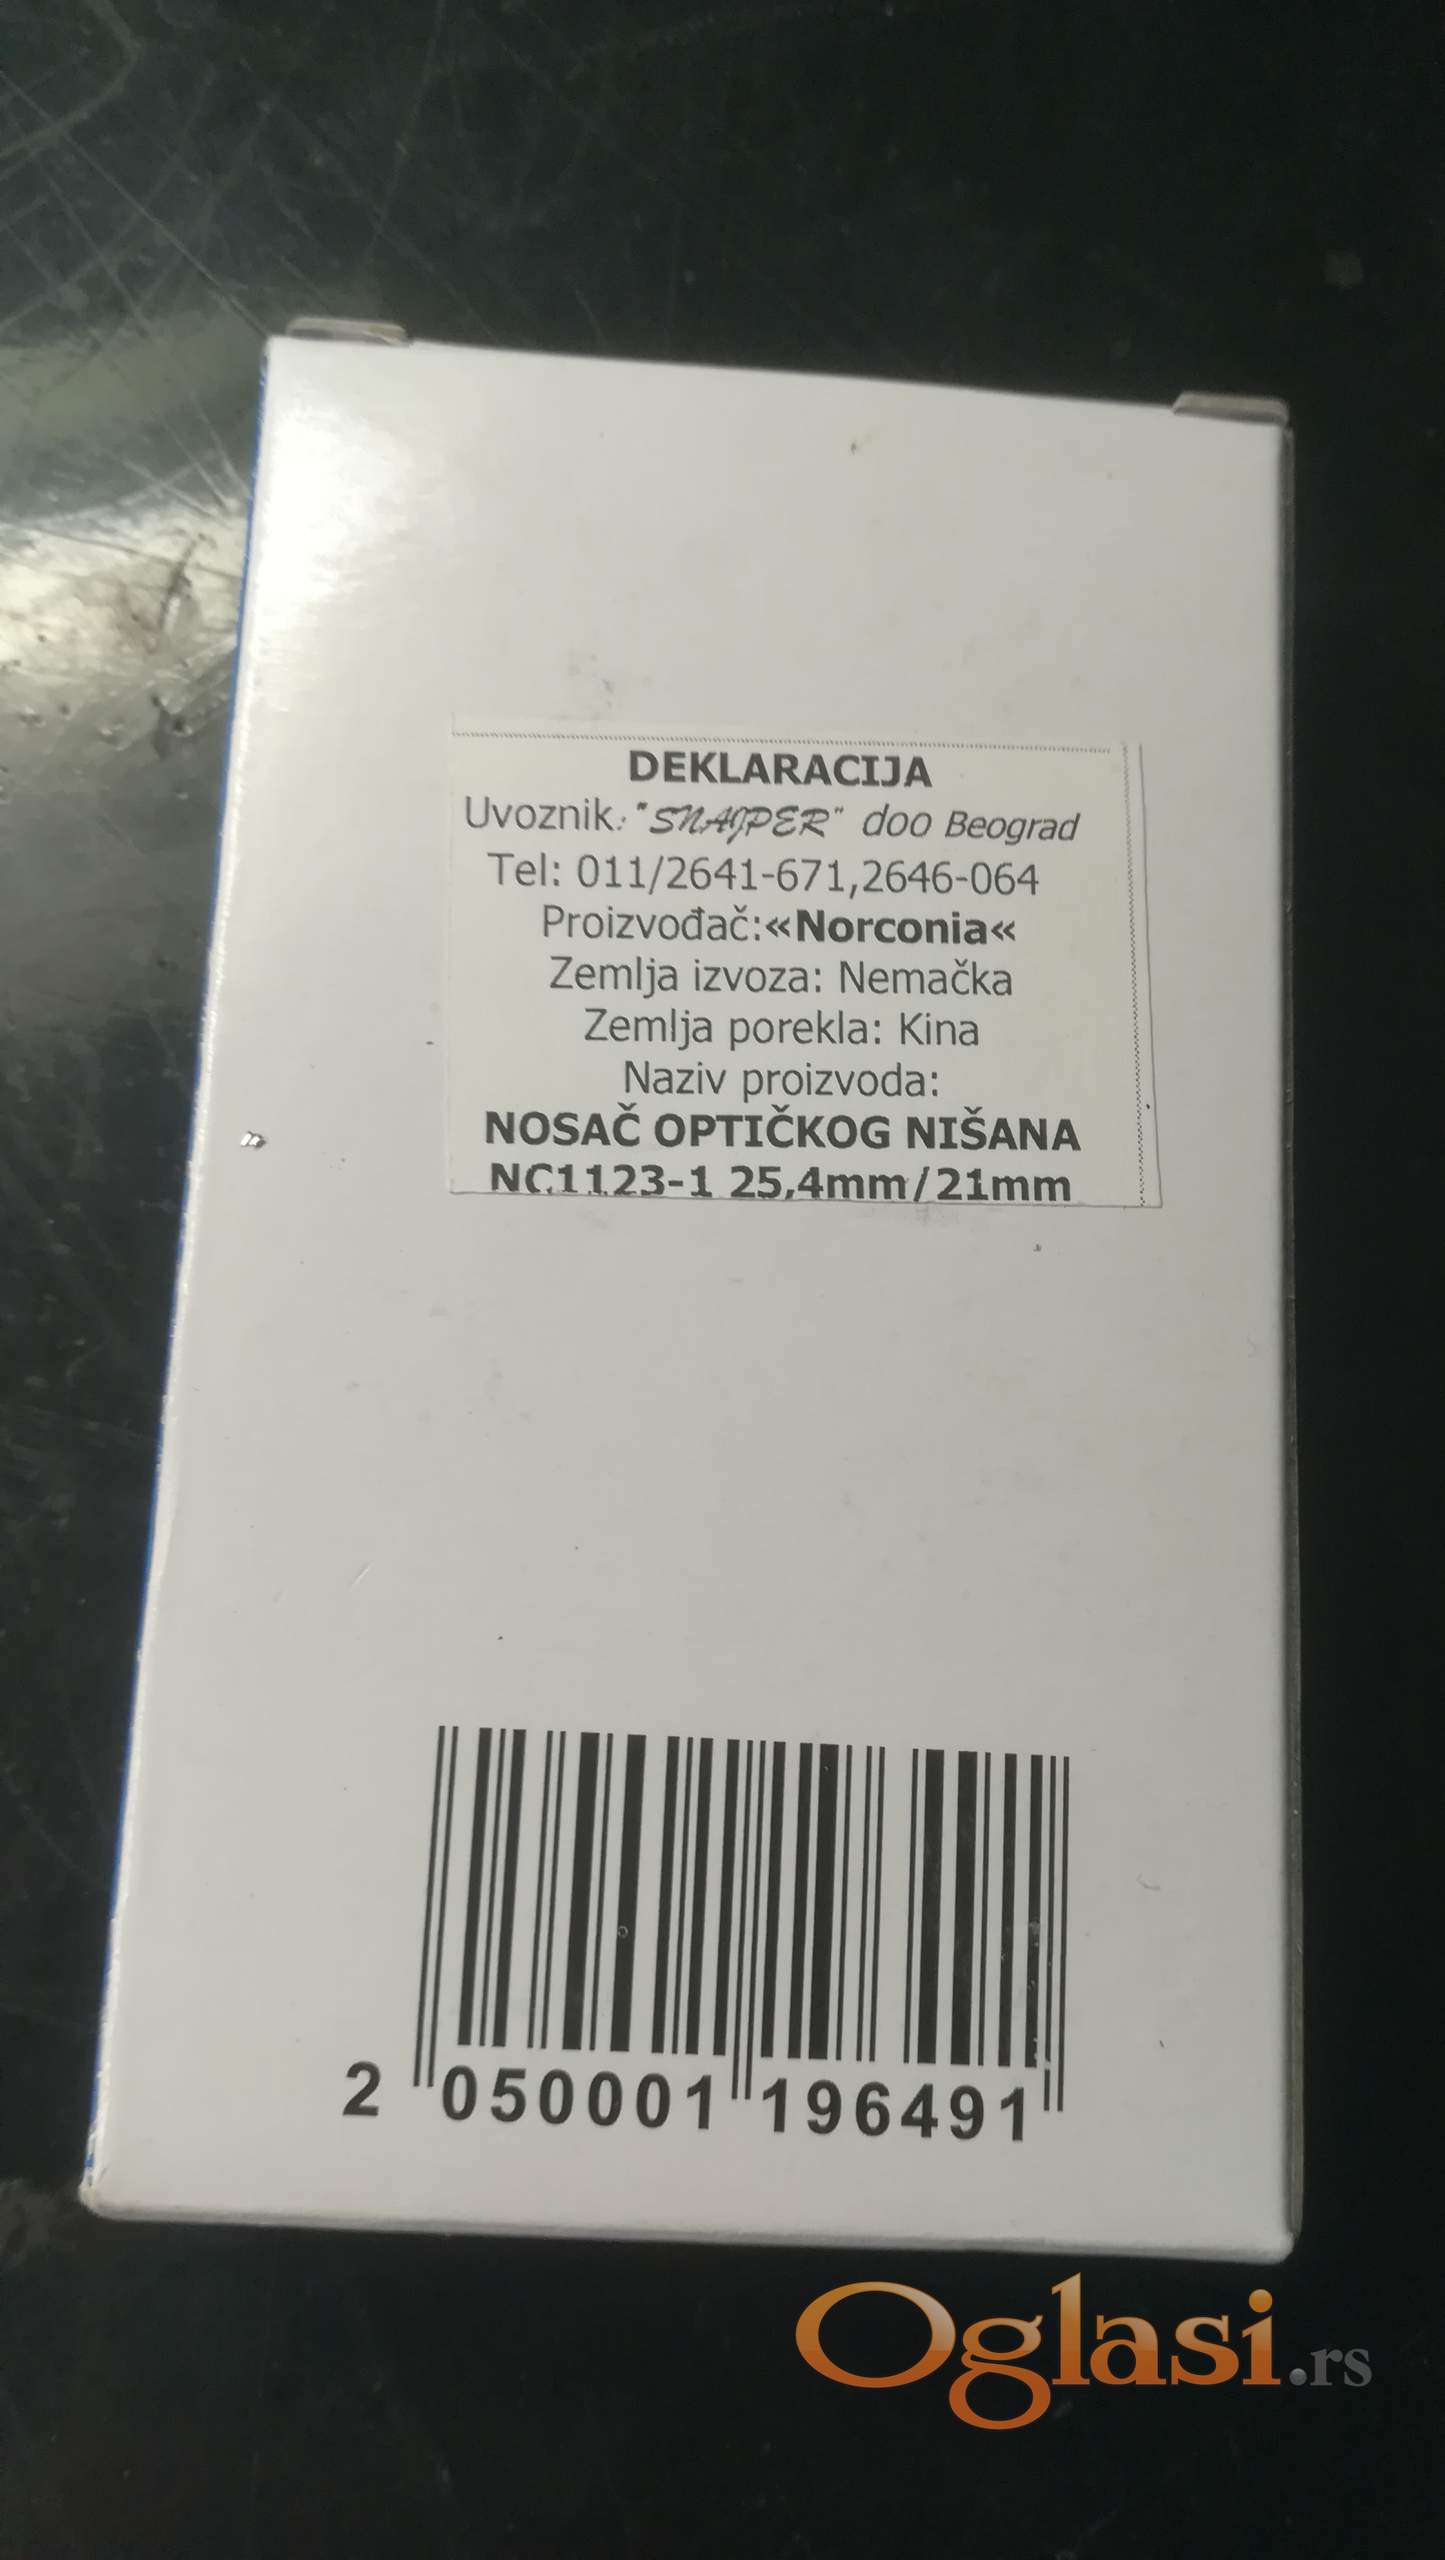 DEKLARACIJA
Uvoznik: "SNAJPER" doo Beograd
Tel: 011/2641-671,2646-064
Proizvođač:«Norconia«
Zemlja izvoza: Nemačka
Zemlja porekla: Kina
Naziv proizvoda:
NOSAČ OPTIČKOG NIŠANA
NC1123-1 25,4mm/21mm
2 050001 196491
Oglasi.rs